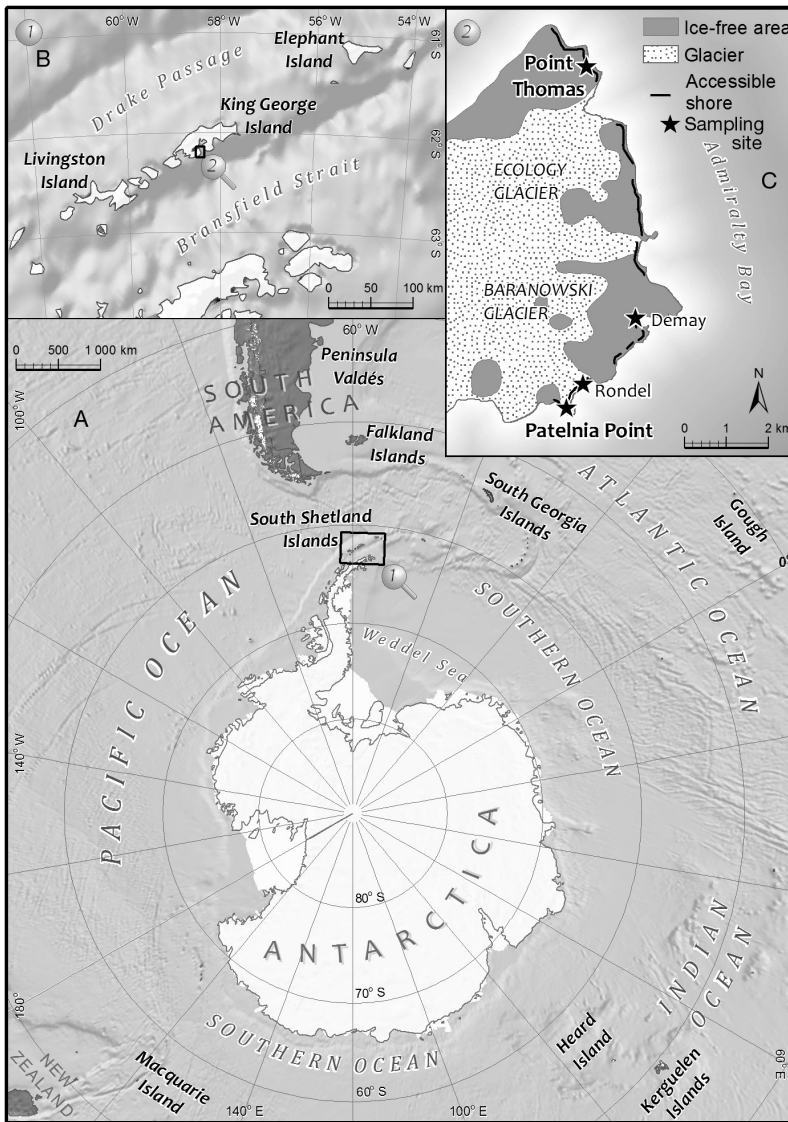 1
B
60°W
58°W
56°W
54°W
61°S
62°S
63°S
Elephant
Island
Drake Passage
King George
Island
Livingston
Island
2
Bransfield Strait
0 50 100 km
2
Ice-free area
Glacier
Accessible
shore
Sampling
site
Point
Thomas
C
ECOLOGY
GLACIER
Admiralty Bay
BARANOWSKI
GLACIER
Demay
Rondel
Patelnia Point
N
0 1 2 km
0 500 1 000 km
60° W
Peninsula
Valdés
SOUTH
AMERICA
A
100°W
Falkland
Islands
South Georgia
Islands
ATLANTIC OCEAN
Gough
Island
0°
South Shetland
Islands
1
PACIFIC OCEAN
Weddel Sea
SOUTHERN OCEAN
140°W
80° S
ANTARCTICA
70° S
INDIAN
OCEAN
SOUTHERN OCEAN
180°
NEW
ZEALAND
Macquarie
Island
Heard
Island
Kerguelen
Islands
60° S
140° E
100° E
60° E